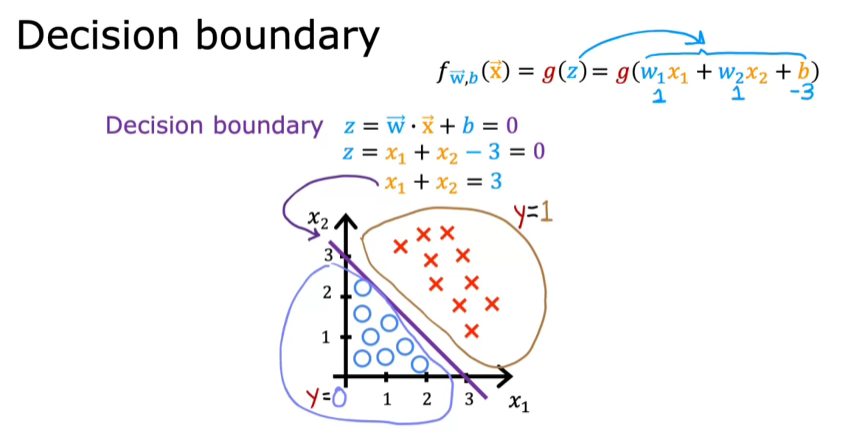 Decision boundary
f w⃗,b (x⃗) = g(z) = g(w₁x₁ + w₂x₂ + b)
1 1 -3
Decision boundary z = w⃗ · x⃗ + b = 0
z = x₁ + x₂ − 3 = 0
x₁ + x₂ = 3
y=1
x₂
3
2
1
y=0 1 2 3 x₁